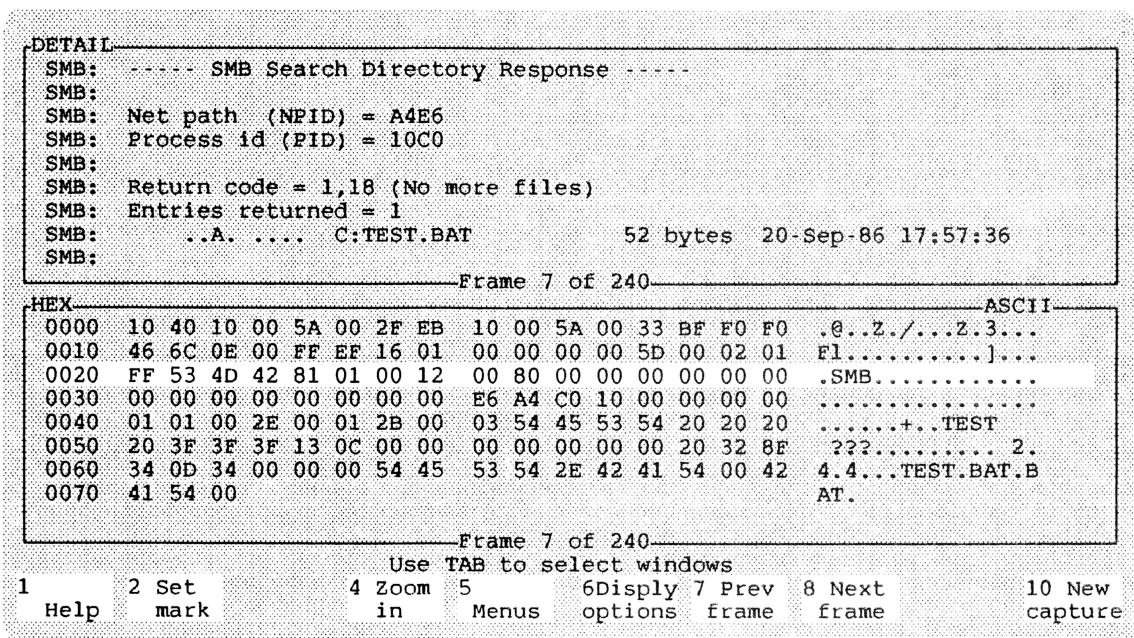 DETAIL
SMB: ----- SMB Search Directory Response -----
SMB:
SMB: Net path (NPID) = A4E6
SMB: Process id (PID) = 10C0
SMB:
SMB: Return code = 1,18 (No more files)
SMB: Entries returned = 1
SMB: ..A. .... C:TEST.BAT 52 bytes 20-Sep-86 17:57:36
SMB:
Frame 7 of 240
HEX ASCII
0000 10 40 10 00 5A 00 2F EB 10 00 5A 00 33 BF F0 F0 .@..Z./...Z.3...
0010 46 6C 0E 00 FF EF 16 01 00 00 00 00 5D 00 02 01 Fl..........]...
0020 FF 53 4D 42 81 01 00 12 00 80 00 00 00 00 00 00 .SMB............
0030 00 00 00 00 00 00 00 00 E6 A4 C0 10 00 00 00 00 ................
0040 01 01 00 2E 00 01 2B 00 03 54 45 53 54 20 20 20 ......+..TEST
0050 20 3F 3F 3F 13 0C 00 00 00 00 00 00 00 20 32 8F ???......... 2.
0060 34 0D 34 00 00 00 54 45 53 54 2E 42 41 54 00 42 4.4...TEST.BAT.B
0070 41 54 00 AT.
Frame 7 of 240
Use TAB to select windows
1 2 Set 4 Zoom 5 6Disply 7 Prev 8 Next 10 New
Help mark in Menus options frame frame capture